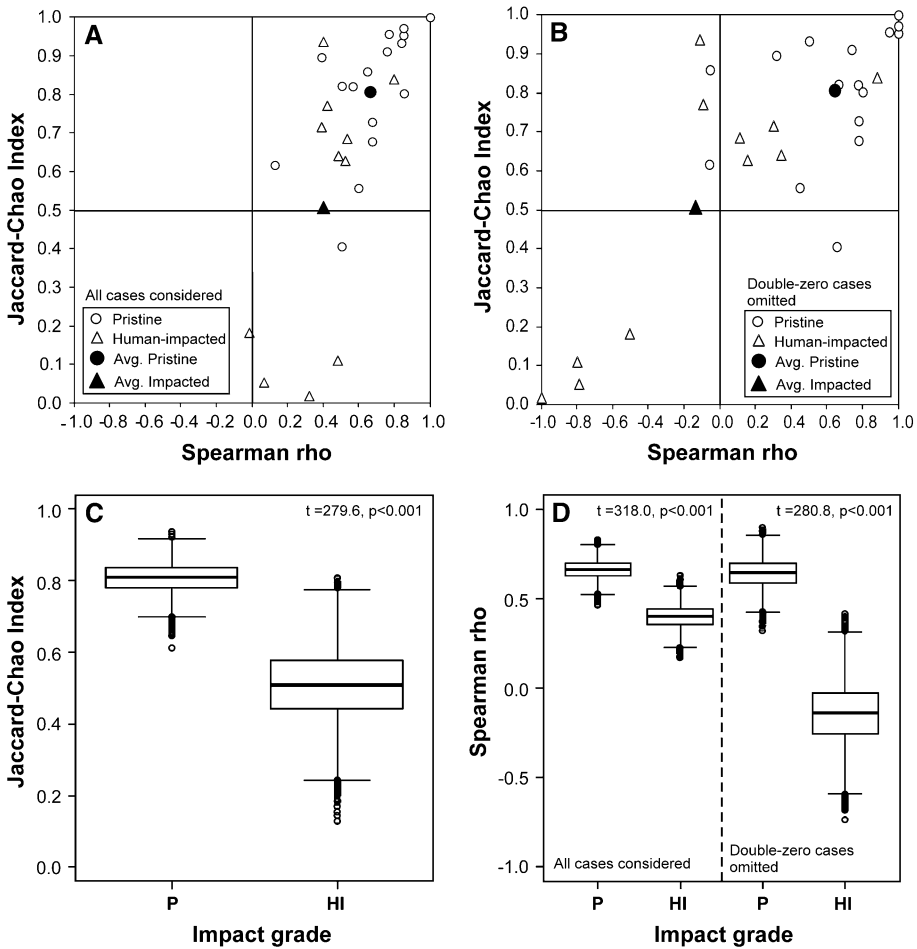 A
Jaccard-Chao Index
1.0
0.9
0.8
0.7
0.6
0.5
0.4
0.3
0.2
0.1
0.0
All cases considered
Pristine
Human-impacted
Avg. Pristine
Avg. Impacted
-1.0 -0.8 -0.6 -0.4 -0.2 0.0 0.2 0.4 0.6 0.8 1.0
Spearman rho
B
Jaccard-Chao Index
1.0
0.9
0.8
0.7
0.6
0.5
0.4
0.3
0.2
0.1
0.0
Double-zero cases
omitted
Pristine
Human-impacted
Avg. Pristine
Avg. Impacted
-1.0 -0.8 -0.6 -0.4 -0.2 0.0 0.2 0.4 0.6 0.8 1.0
Spearman rho
C
t =279.6, p<0.001
Jaccard-Chao Index
1.0
0.8
0.6
0.4
0.2
0.0
P HI
Impact grade
D
t =318.0, p<0.001
t =280.8, p<0.001
Spearman rho
1.0
0.5
0.0
-0.5
-1.0
All cases considered
Double-zero cases
omitted
P HI P HI
Impact grade